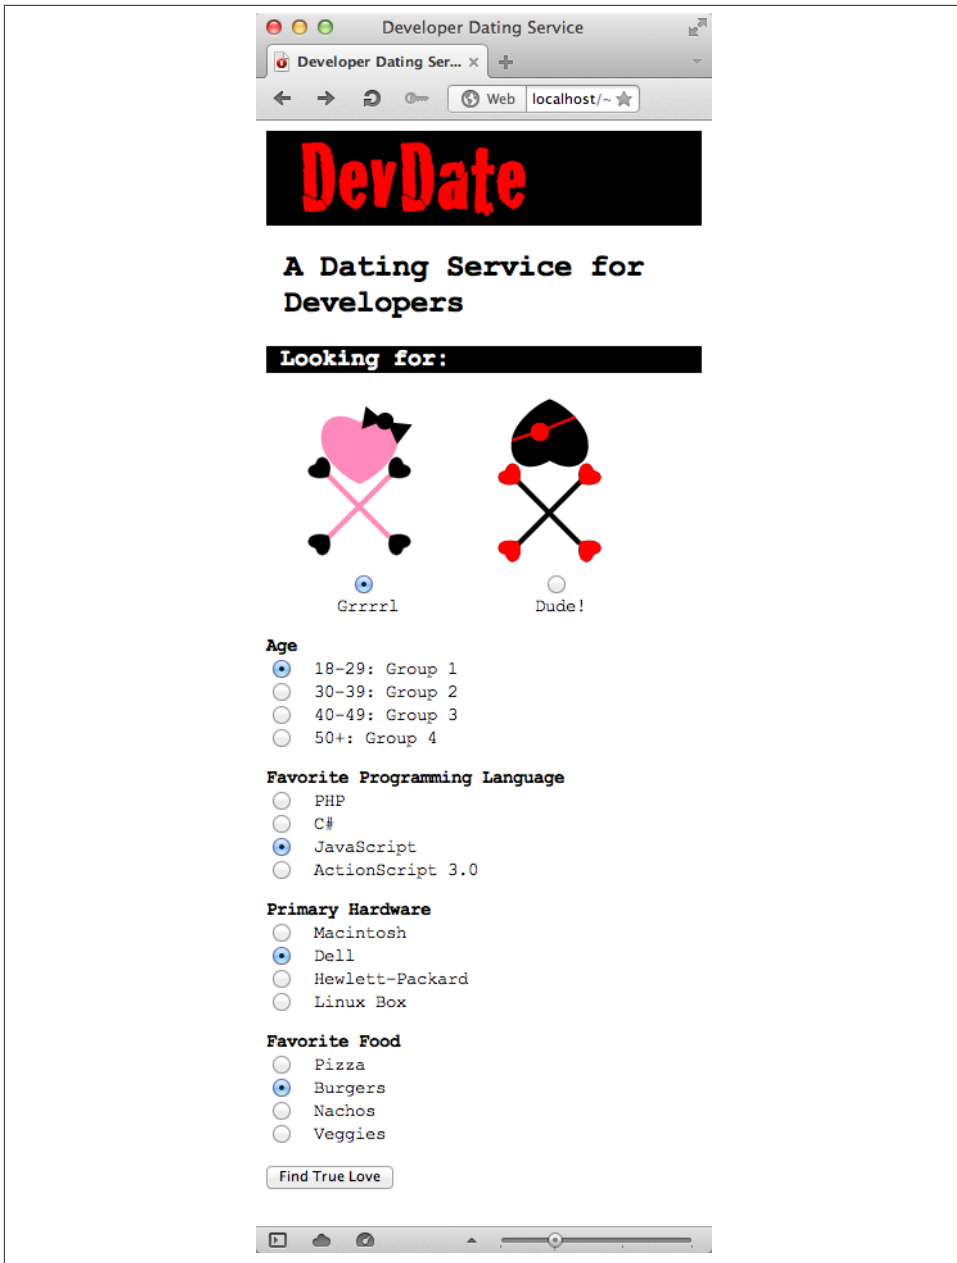 Developer Dating Service
Developer Dating Ser...
Web localhost/~
DevDate
A Dating Service for
Developers
Looking for:
Grrrrl Dude!
Age
18-29: Group 1
30-39: Group 2
40-49: Group 3
50+: Group 4
Favorite Programming Language
PHP
C#
JavaScript
ActionScript 3.0
Primary Hardware
Macintosh
Dell
Hewlett-Packard
Linux Box
Favorite Food
Pizza
Burgers
Nachos
Veggies
Find True Love